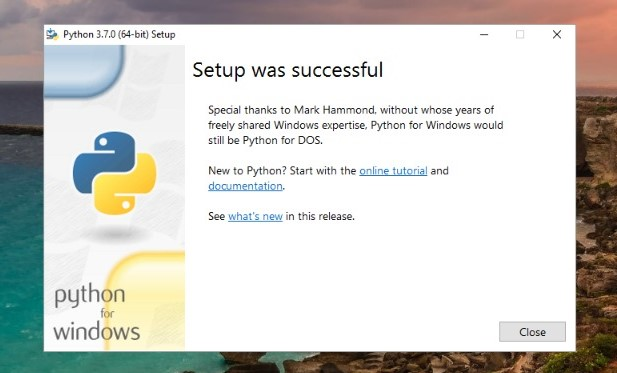 Python 3.7.0 (64-bit) Setup
Setup was successful
Special thanks to Mark Hammond, without whose years of
freely shared Windows expertise, Python for Windows would
still be Python for DOS.
New to Python? Start with the online tutorial and
documentation.
See what's new in this release.
python
for
windows
Close